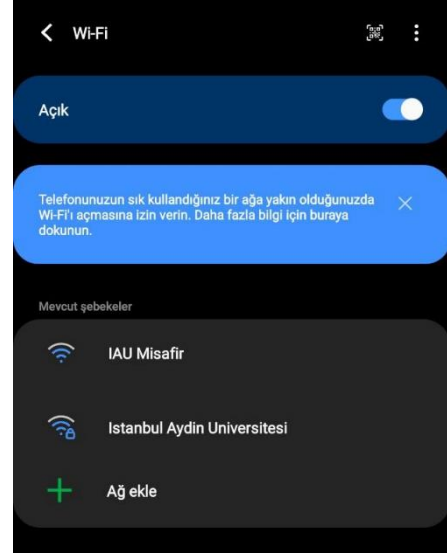 Wi-Fi
Açık
Telefonunuzun sık kullandığınız bir ağa yakın olduğunuzda
Wi-Fi'ı açmasına izin verin. Daha fazla bilgi için buraya
dokunun.
Mevcut şebekeler
IAU Misafir
Istanbul Aydin Universitesi
Ağ ekle